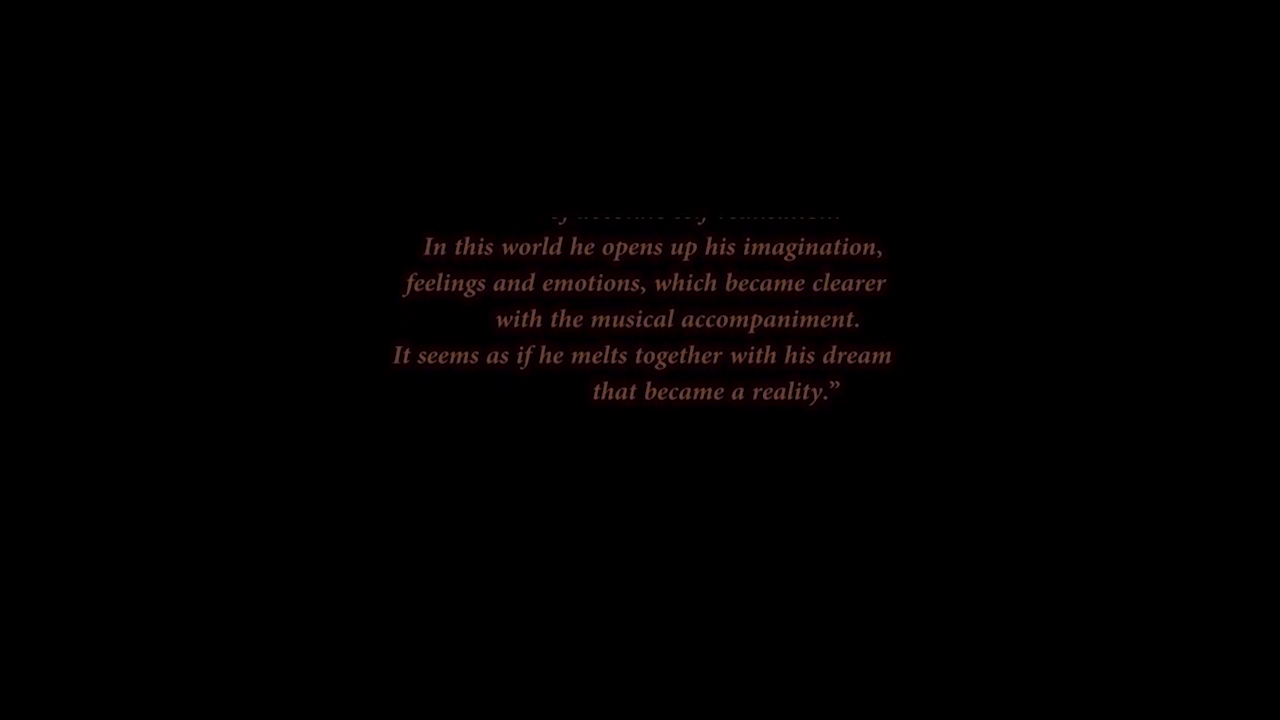 In this world he opens up his imagination,
feelings and emotions, which became clearer
with the musical accompaniment.
It seems as if he melts together with his dream
that became a reality.”